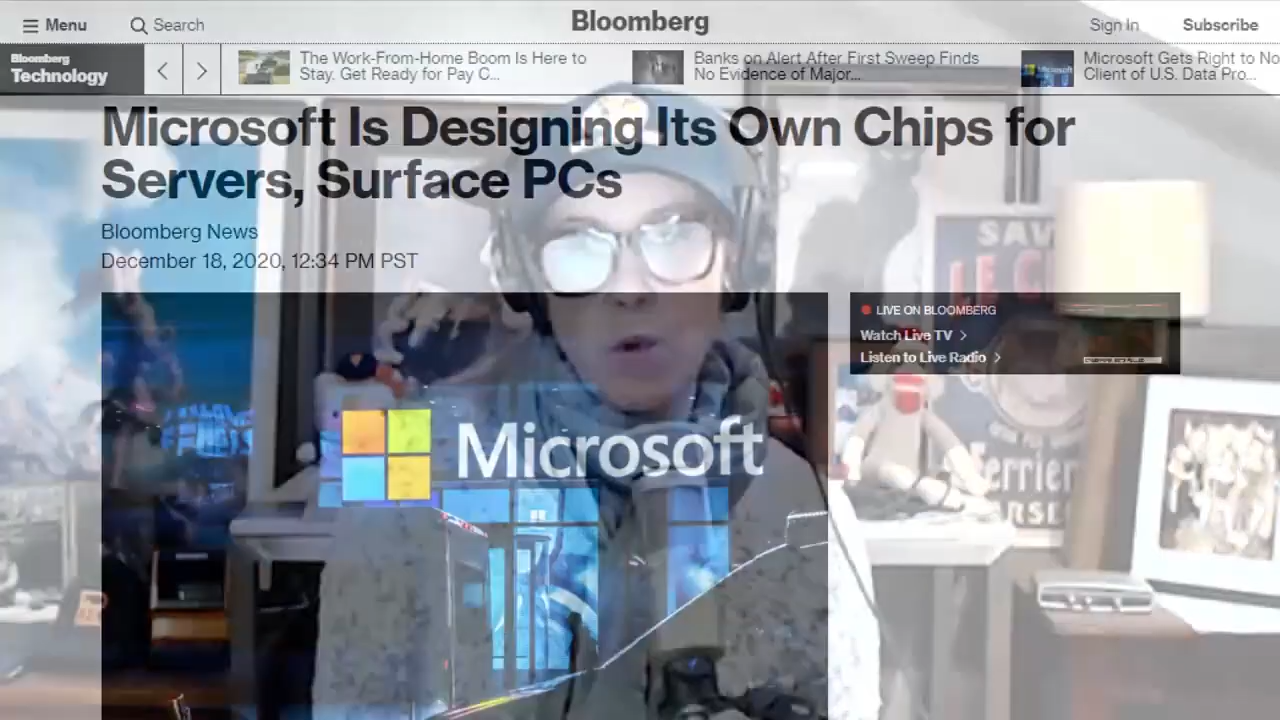 Menu
Search
Bloomberg
Sign In
Subscribe
Bloomberg
Technology
The Work-From-Home Boom Is Here to
Stay. Get Ready for Pay C...
Banks on Alert After First Sweep Finds
No Evidence of Major...
Microsoft Gets Right to No
Client of U.S. Data Pro...
Microsoft Is Designing Its Own Chips for
Servers, Surface PCs
Bloomberg News
December 18, 2020, 12:34 PM PST
LIVE ON BLOOMBERG
Watch Live TV
Listen to Live Radio
Microsoft
SAV
LE C